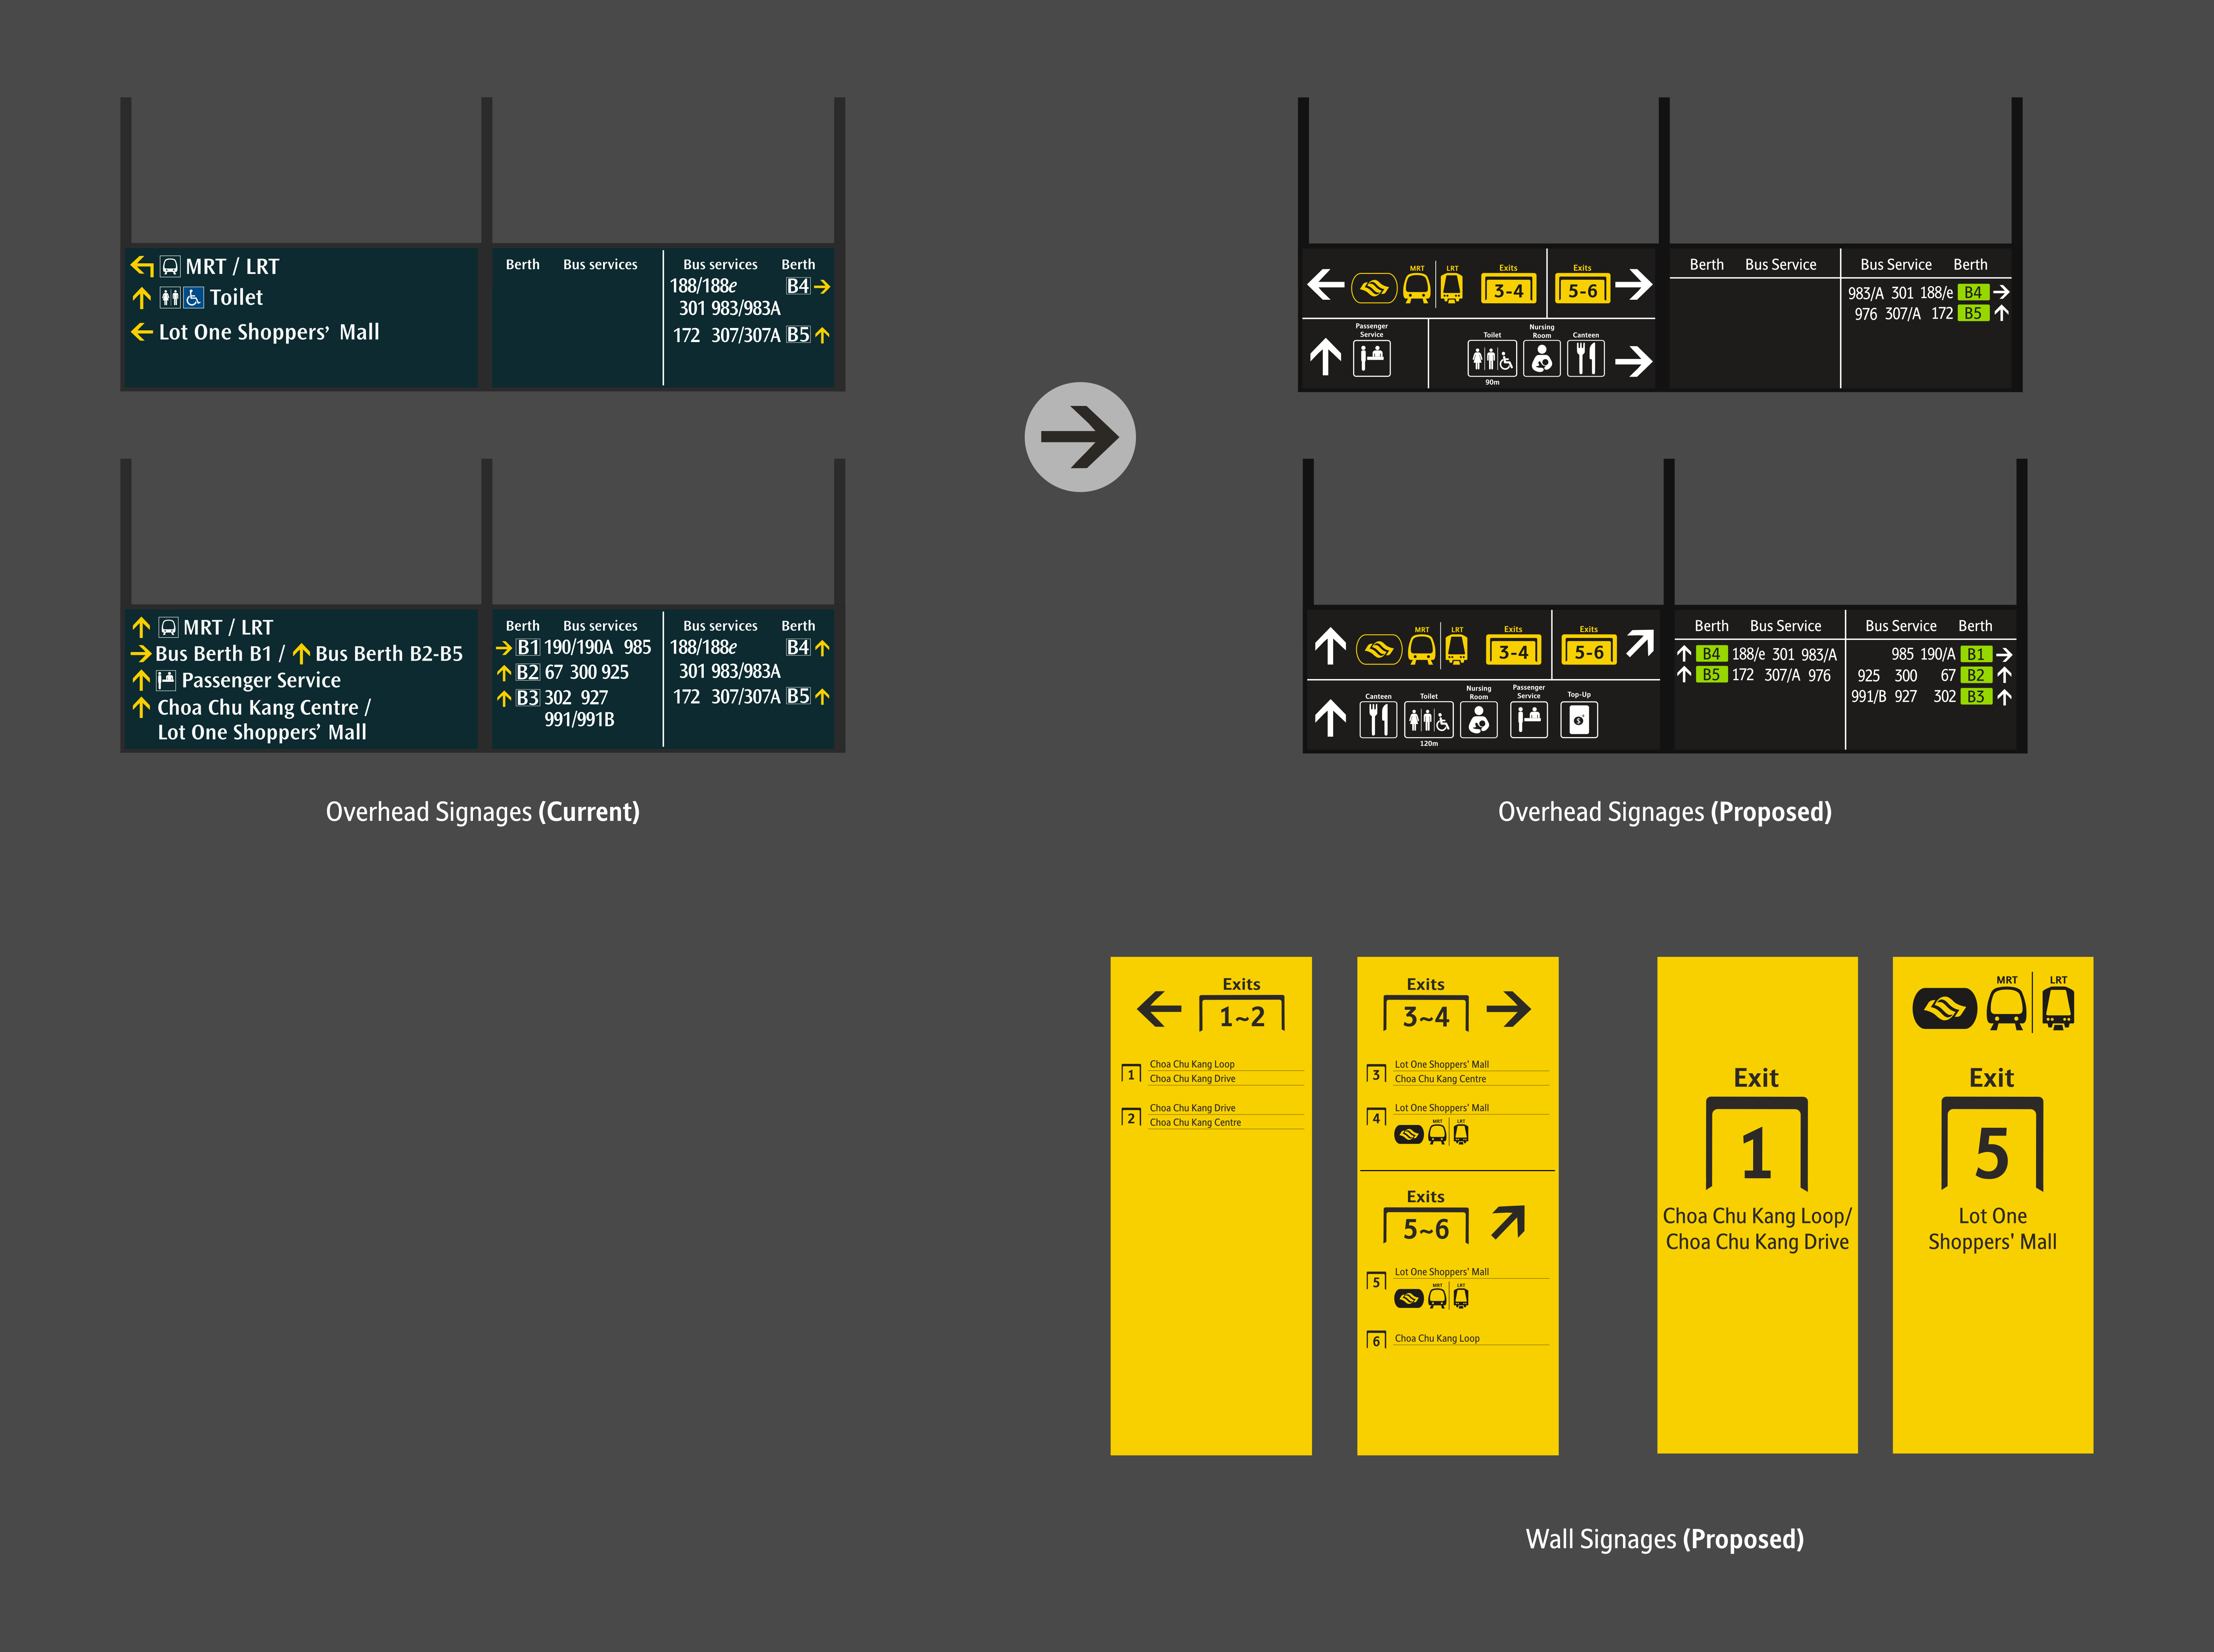 MRT / LRT
Toilet
Lot One Shoppers’ Mall
Berth Bus services
Bus services Berth
188/188e B4
301 983/983A
172 307/307A B5
MRT / LRT
Bus Berth B1 / Bus Berth B2-B5
Passenger Service
Choa Chu Kang Centre /
Lot One Shoppers’ Mall
Berth Bus services
B1 190/190A 985
B2 67 300 925
B3 302 927
991/991B
Bus services Berth
188/188e B4
301 983/983A
172 307/307A B5
Overhead Signages (Current)
MRT LRT Exits Exits
3-4 5-6
Passenger
Service
Toilet
Nursing
Room
Canteen
90m
Berth Bus Service
Bus Service Berth
983/A 301 188/e B4
976 307/A 172 B5
MRT LRT Exits Exits
3-4 5-6
Canteen
Toilet
Nursing
Room
Passenger
Service
Top-Up
$
120m
Berth Bus Service
B4 188/e 301 983/A
B5 172 307/A 976
Bus Service Berth
985 190/A B1
925 300 67 B2
991/B 927 302 B3
Overhead Signages (Proposed)
Exits
1~2
1 Choa Chu Kang Loop
Choa Chu Kang Drive
2 Choa Chu Kang Drive
Choa Chu Kang Centre
Exits
3~4
3 Lot One Shoppers' Mall
Choa Chu Kang Centre
4 Lot One Shoppers' Mall
MRT LRT
Exits
5~6
5 Lot One Shoppers' Mall
MRT LRT
6 Choa Chu Kang Loop
Exit
1
Choa Chu Kang Loop/
Choa Chu Kang Drive
MRT LRT
Exit
5
Lot One
Shoppers' Mall
Wall Signages (Proposed)